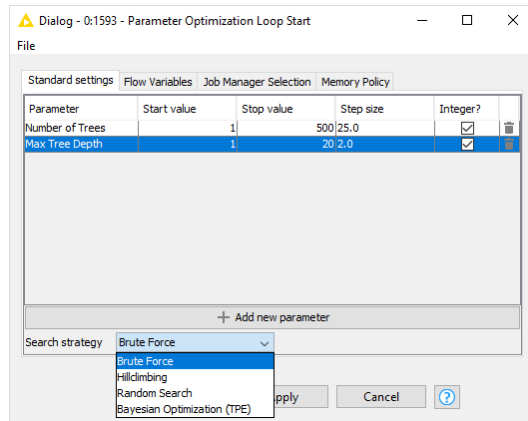 Dialog - 0:1593 - Parameter Optimization Loop Start
File
Standard settings Flow Variables Job Manager Selection Memory Policy
Parameter Start value Stop value Step size Integer?
Number of Trees 1 500 25.0
Max Tree Depth 1 20 2.0
+ Add new parameter
Search strategy Brute Force
Brute Force
Hillclimbing
Random Search
Bayesian Optimization (TPE)
Cancel ?